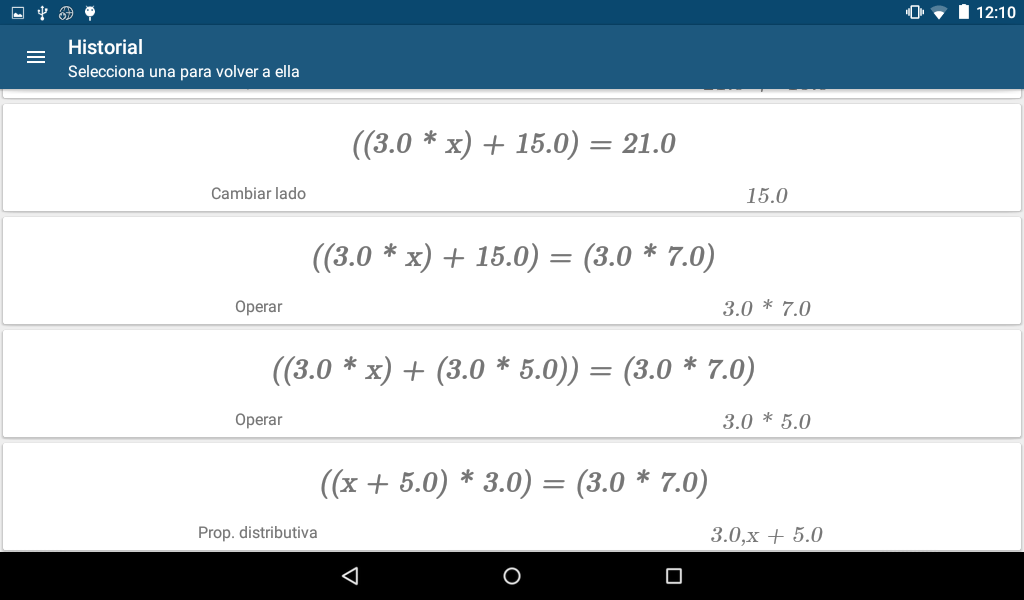 12:10
Historial
Selecciona una para volver a ella
((3.0 * x) + 15.0) = 21.0
Cambiar lado 15.0
((3.0 * x) + 15.0) = (3.0 * 7.0)
Operar 3.0 * 7.0
((3.0 * x) + (3.0 * 5.0)) = (3.0 * 7.0)
Operar 3.0 * 5.0
((x + 5.0) * 3.0) = (3.0 * 7.0)
Prop. distributiva 3.0,x + 5.0